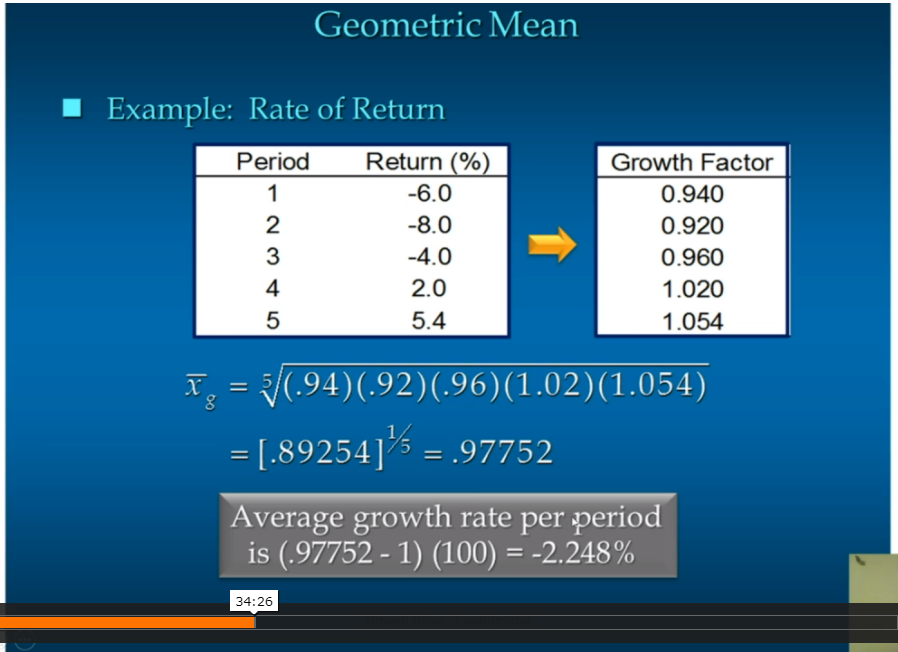 Geometric Mean
Example: Rate of Return
Period Return (%)
1 -6.0
2 -8.0
3 -4.0
4 2.0
5 5.4
Growth Factor
0.940
0.920
0.960
1.020
1.054
x̅g = ⁵√(.94)(.92)(.96)(1.02)(1.054)
= [.89254]^1/5 = .97752
Average growth rate per period
is (.97752 - 1) (100) = -2.248%
34:26